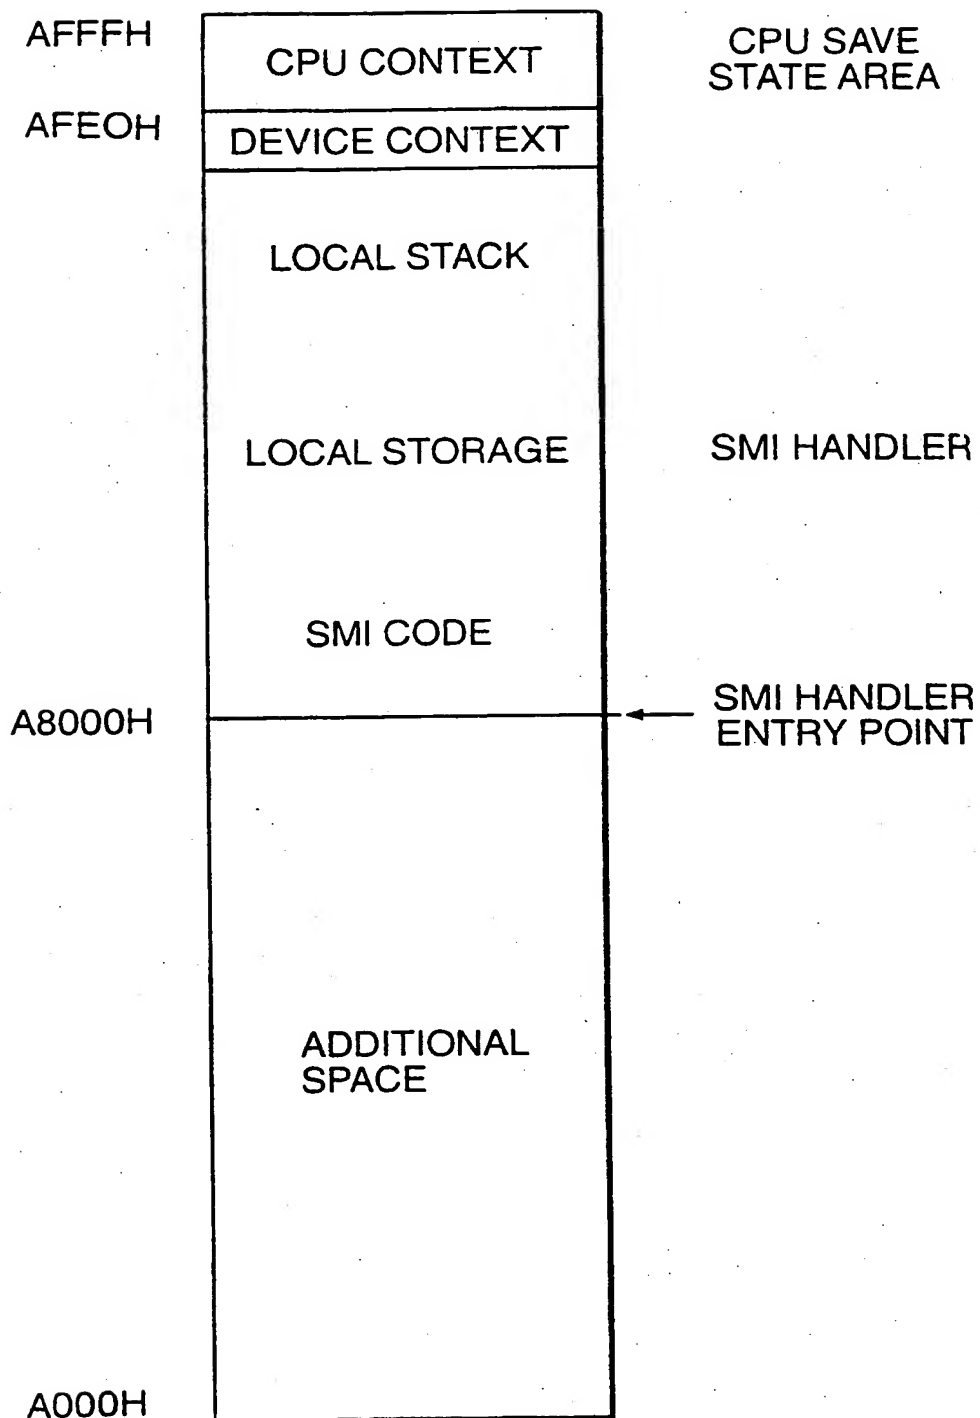 AFFFH
CPU CONTEXT
CPU SAVE
STATE AREA
AFEOH
DEVICE CONTEXT
LOCAL STACK
LOCAL STORAGE
SMI HANDLER
SMI CODE
A8000H
SMI HANDLER
ENTRY POINT
ADDITIONAL
SPACE
A000H